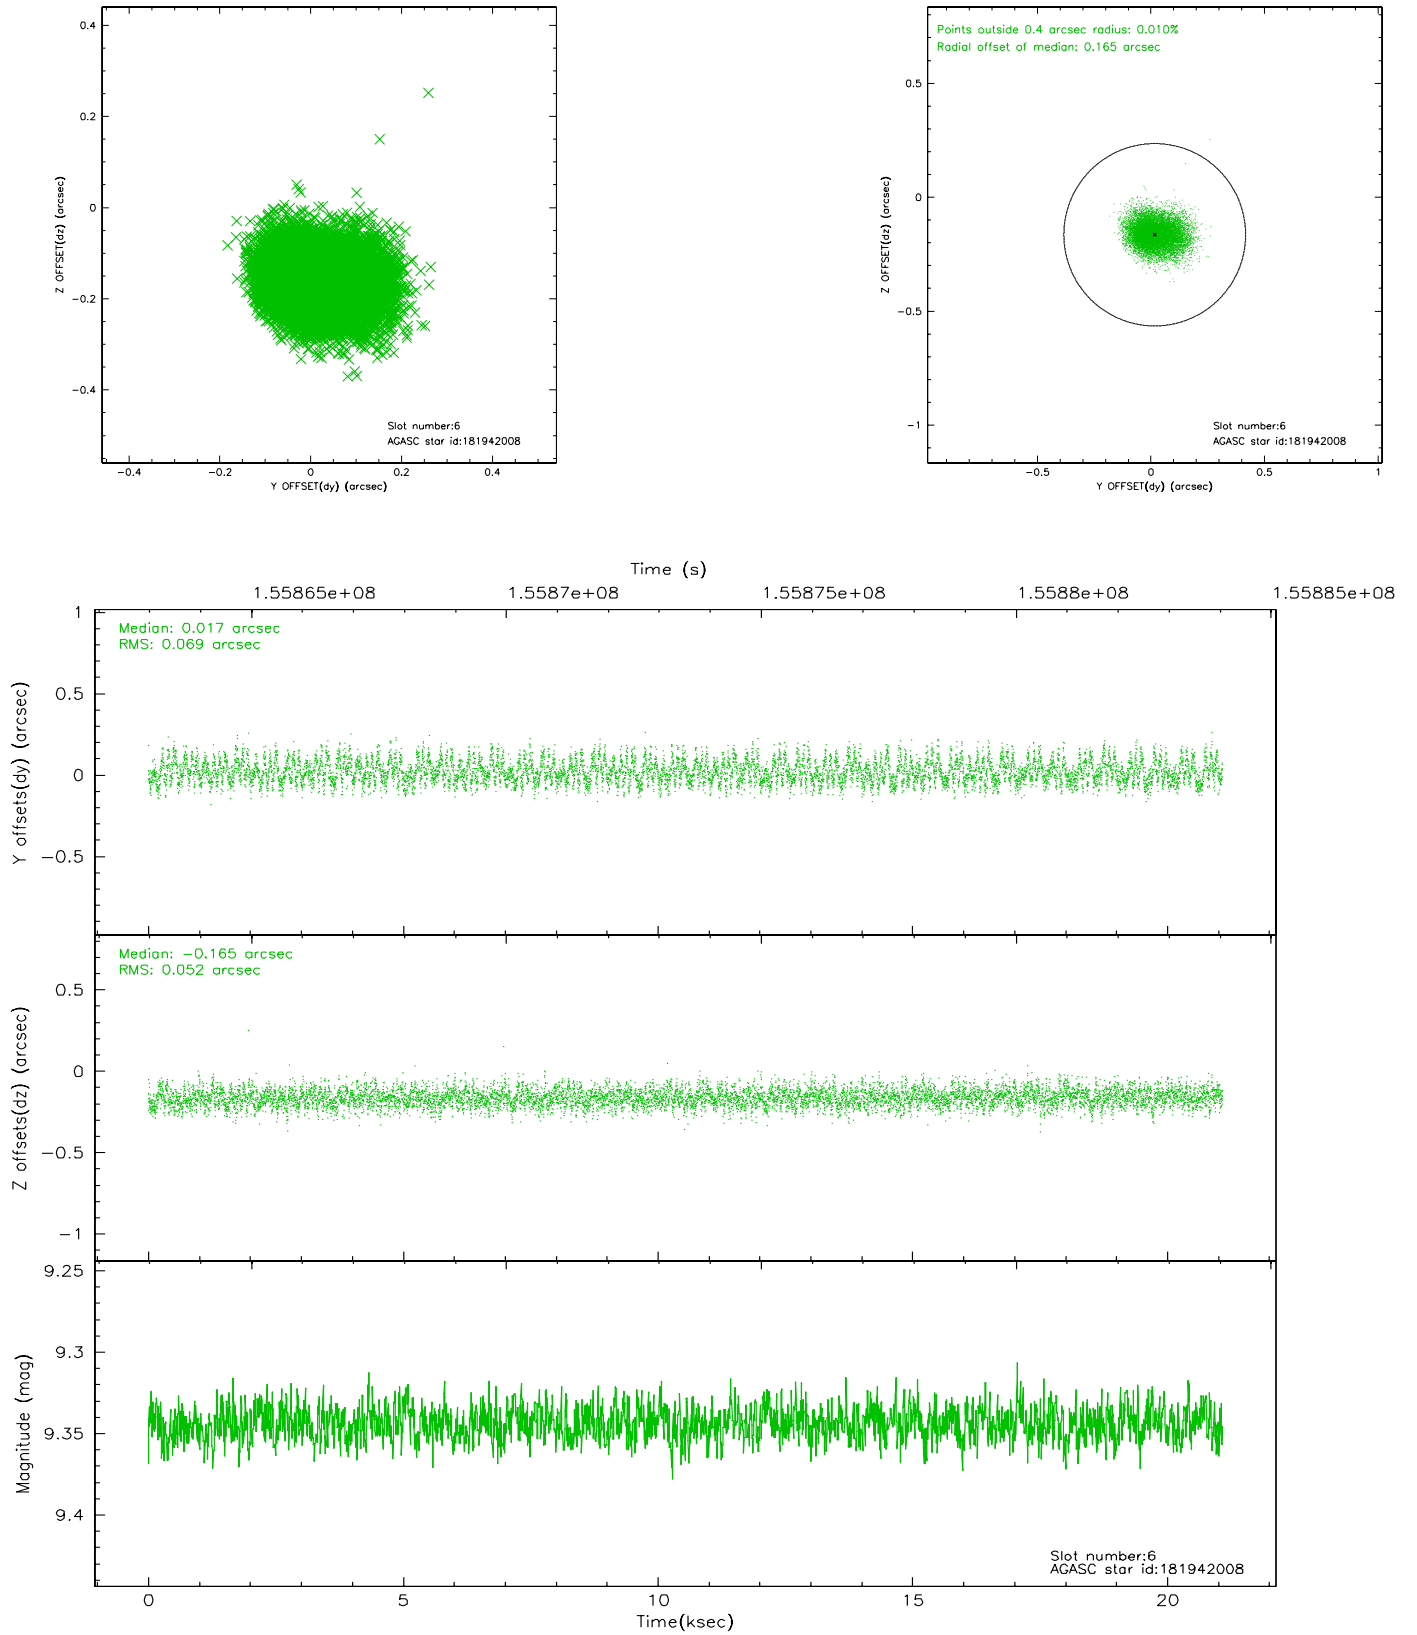 0.4
0.2
0
−0.2
−0.4
Z OFFSET(dz) (arcsec)
−0.4
−0.2
0
0.2
0.4
Y OFFSET(dy) (arcsec)
Slot number:6
AGASC star id:181942008
Points outside 0.4 arcsec radius: 0.010%
Radial offset of median: 0.165 arcsec
0.5
0
−0.5
−1
Z OFFSET(dz) (arcsec)
−0.5
0
0.5
1
Y OFFSET(dy) (arcsec)
Slot number:6
AGASC star id:181942008
Time (s)
1.55865e+08
1.5587e+08
1.55875e+08
1.5588e+08
1.55885e+08
Median: 0.017 arcsec
RMS: 0.069 arcsec
1
0.5
0
−0.5
Y offsets(dy) (arcsec)
Median: −0.165 arcsec
RMS: 0.052 arcsec
0.5
0
−0.5
−1
Z offsets(dz) (arcsec)
9.25
9.3
9.35
9.4
Magnitude (mag)
Slot number:6
AGASC star id:181942008
0
5
10
15
20
Time(ksec)